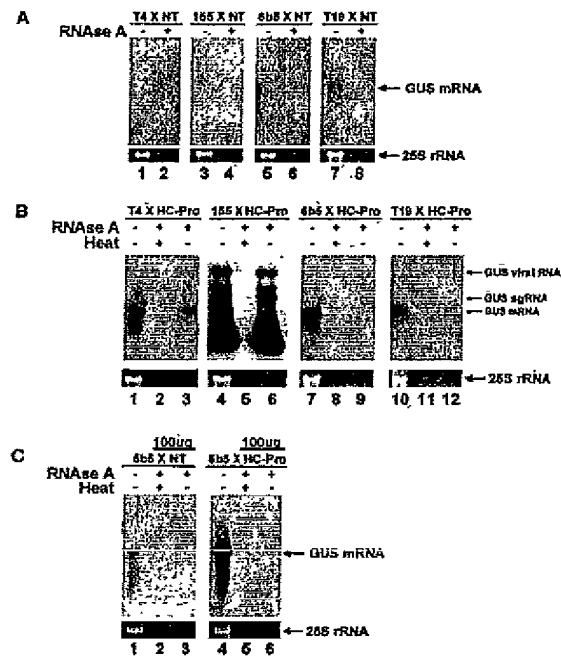 A
T4 X NT 155 X NT 6b5 X NT T19 X NT
RNAse A - + - + - + - +
GUS mRNA
25S rRNA
1 2 3 4 5 6 7 8
B
T4 X HC-Pro 155 X HC-Pro 6b5 X HC-Pro T19 X HC-Pro
RNAse A - + + - + + - + + - + +
Heat - + - - + - - + - - + -
GUS viral RNA
GUS sgRNA
GUS mRNA
25S rRNA
1 2 3 4 5 6 7 8 9 10 11 12
C
100ug 100ug
6b5 X NT 6b5 X HC-Pro
RNAse A - + + - + +
Heat - + - - + -
GUS mRNA
25S rRNA
1 2 3 4 5 6